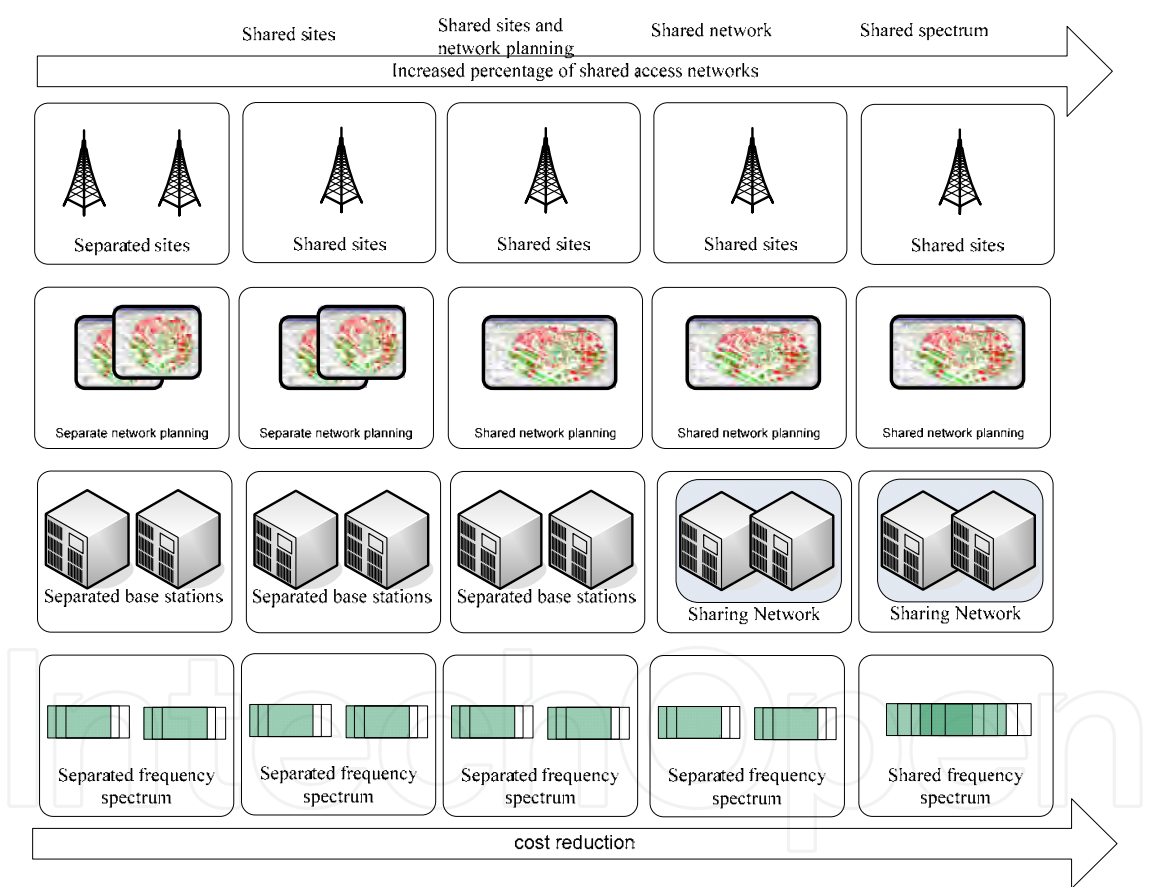 Shared sites
Shared sites and
network planning
Shared network
Shared spectrum
Increased percentage of shared access networks
Separated sites
Shared sites
Shared sites
Shared sites
Shared sites
Separate network planning
Separate network planning
Shared network planning
Shared network planning
Shared network planning
Separated base stations
Separated base stations
Separated base stations
Sharing Network
Sharing Network
Separated frequency
spectrum
Separated frequency
spectrum
Separated frequency
spectrum
Separated frequency
spectrum
Shared frequency
spectrum
IntechOpen
cost reduction